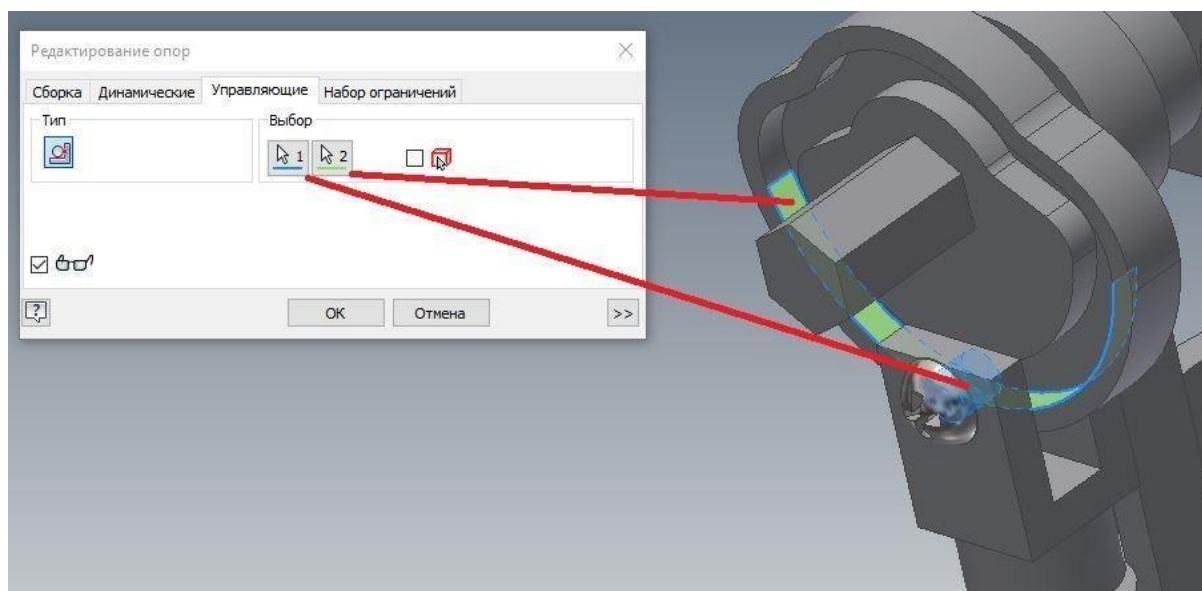 Редактирование опор
Сборка Динамические Управляющие Набор ограничений
Тип Выбор
1 2
?
OK Отмена >>